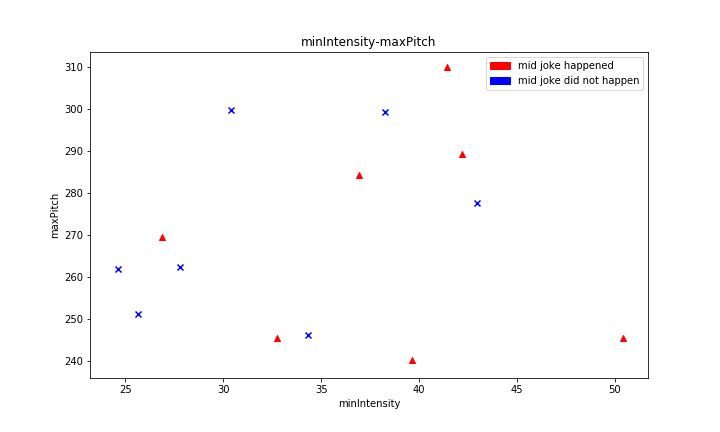 minIntensity-maxPitch
mid joke happened
mid joke did not happen
310
300
290
280
270
260
250
240
maxPitch
25 30 35 40 45 50
minIntensity